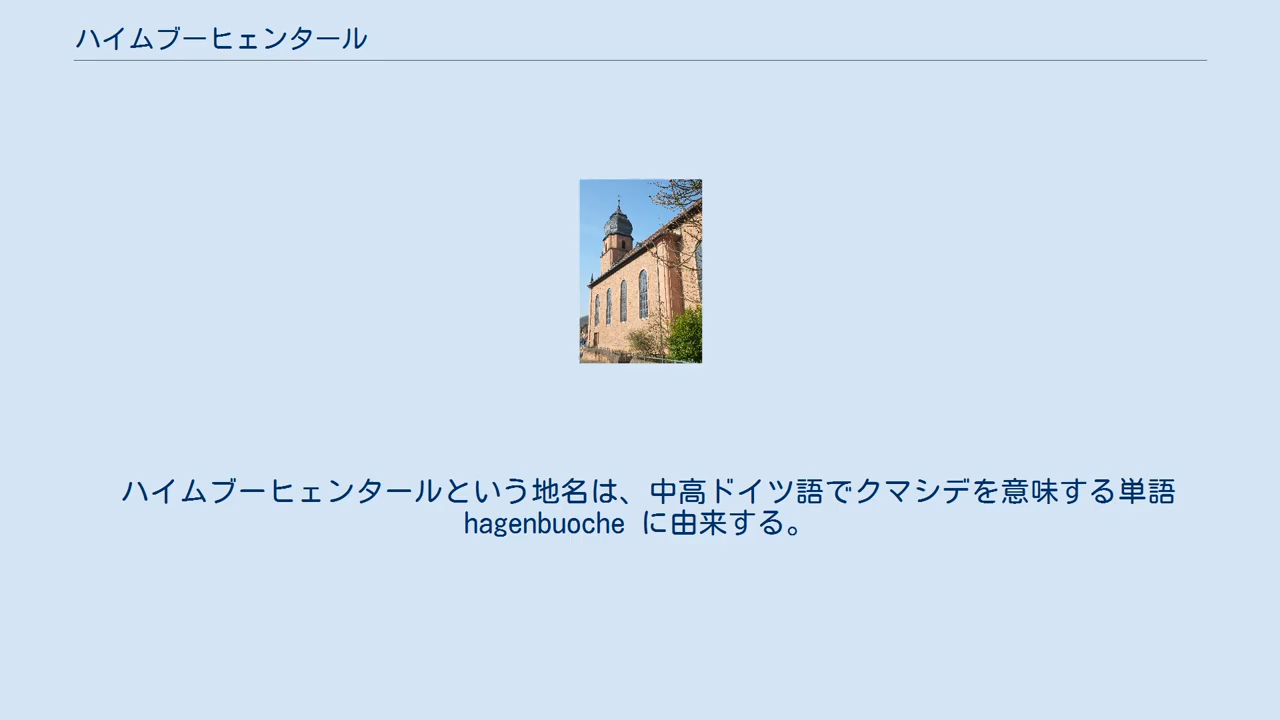 ハイムブーヒェンタール
ハイムブーヒェンタールという地名は、中高ドイツ語でクマシデを意味する単語
hagenbuoche に由来する。